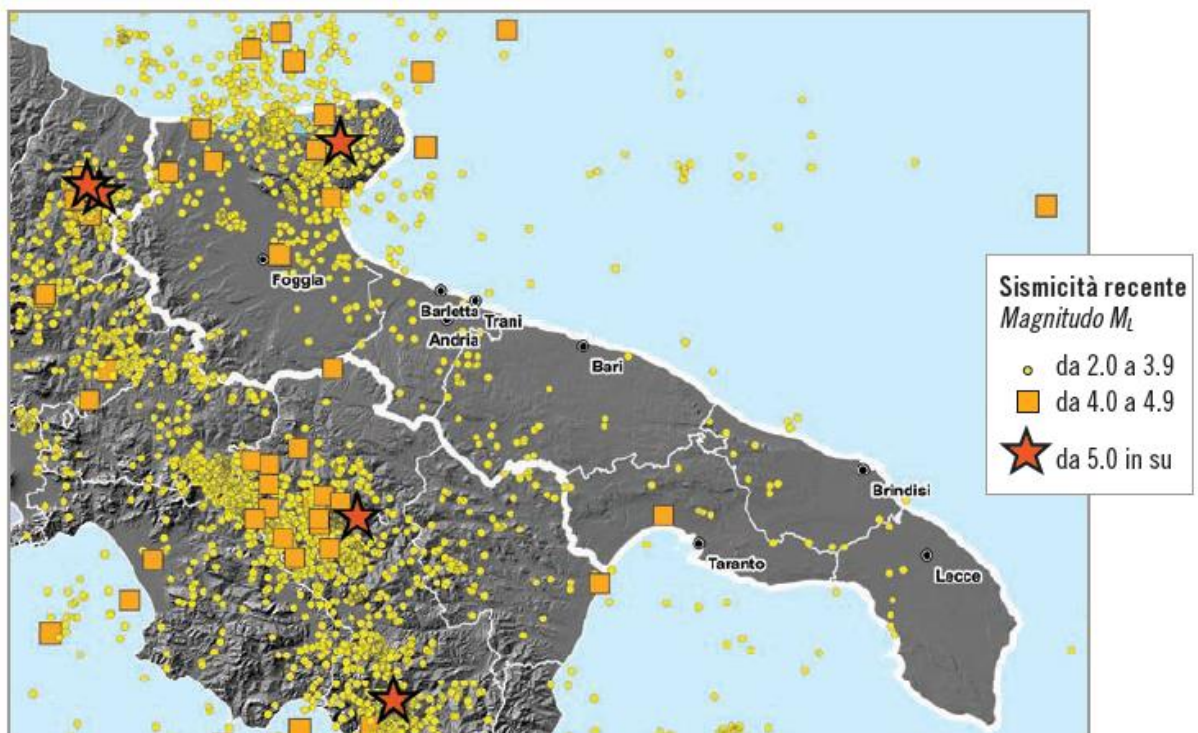 Foggia
Barletta
Trani
Andria
Bari
Brindisi
Taranto
Lecce
Sismicità recente
Magnitudo M_L
da 2.0 a 3.9
da 4.0 a 4.9
da 5.0 in su